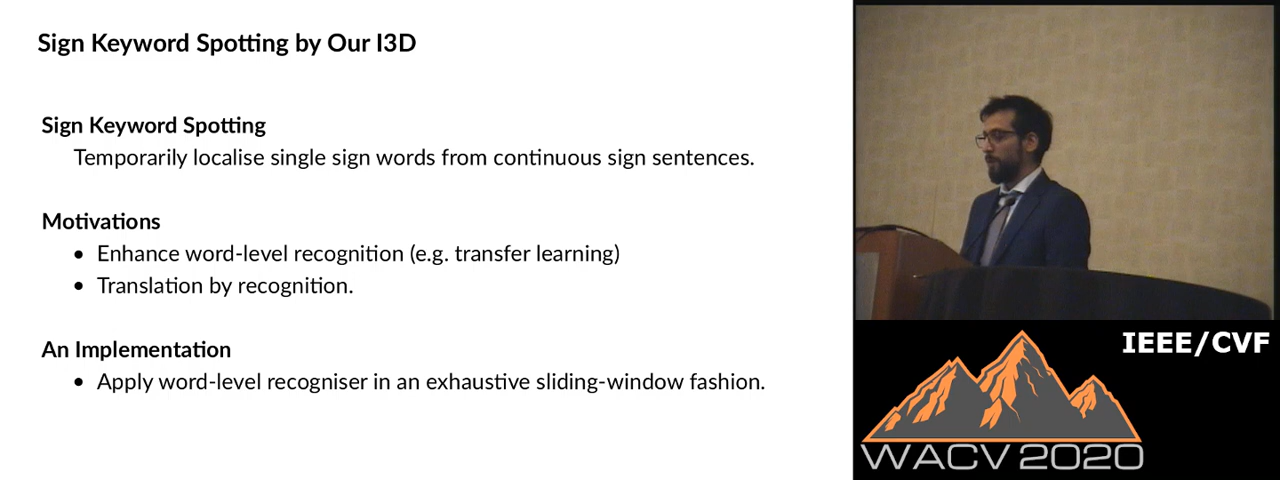 Sign Keyword Spotting by Our I3D
Sign Keyword Spotting
Temporarily localise single sign words from continuous sign sentences.
Motivations
• Enhance word-level recognition (e.g. transfer learning)
• Translation by recognition.
An Implementation
• Apply word-level recogniser in an exhaustive sliding-window fashion.
IEEE/CVF
WACV 2020